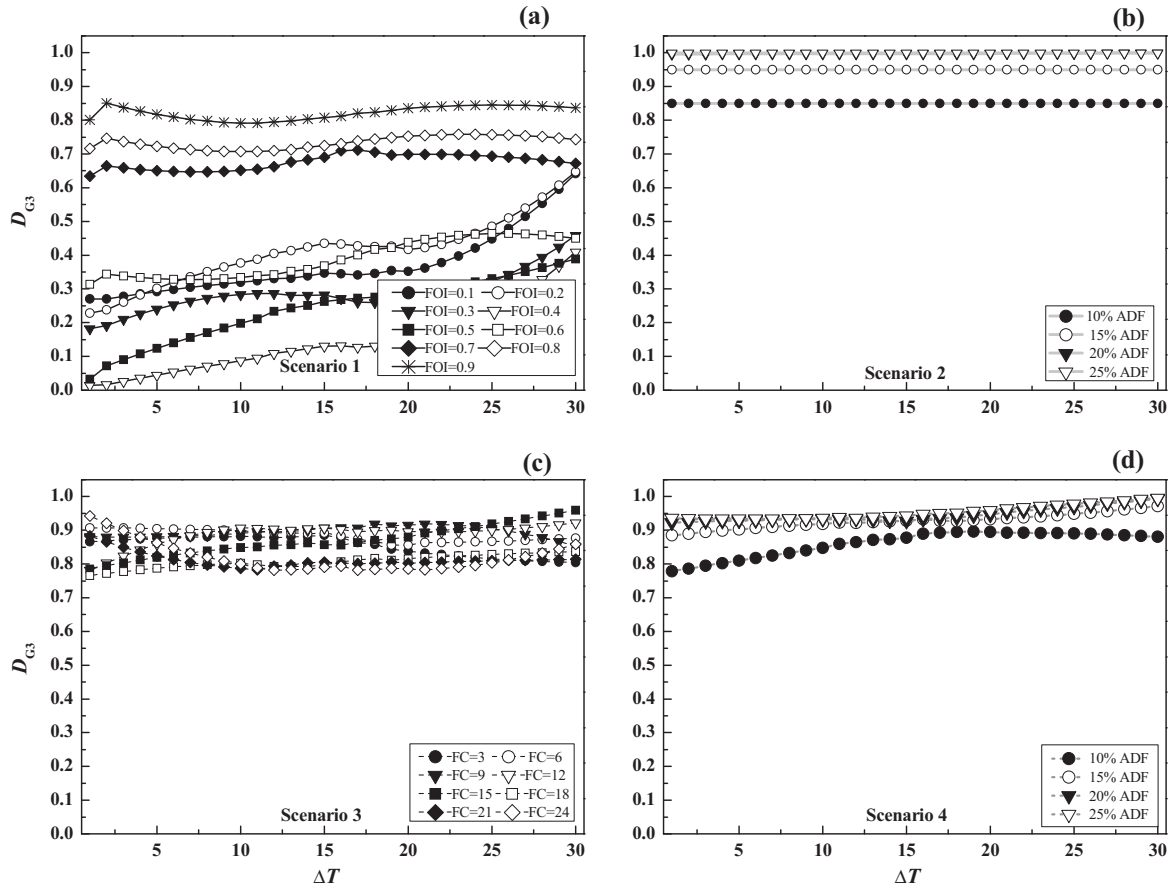 (a)
1.0
0.9
0.8
0.7
0.6
0.5
0.4
0.3
0.2
0.1
0.0
D_G3
FOI=0.1 FOI=0.2
FOI=0.3 FOI=0.4
FOI=0.5 FOI=0.6
FOI=0.7 FOI=0.8
FOI=0.9
Scenario 1
5 10 15 20 25 30
(b)
1.0
0.9
0.8
0.7
0.6
0.5
0.4
0.3
0.2
0.1
0.0
10% ADF
15% ADF
20% ADF
25% ADF
Scenario 2
5 10 15 20 25 30
(c)
1.0
0.9
0.8
0.7
0.6
0.5
0.4
0.3
0.2
0.1
0.0
D_G3
FC=3 FC=6
FC=9 FC=12
FC=15 FC=18
FC=21 FC=24
Scenario 3
5 10 15 20 25 30
ΔT
(d)
1.0
0.9
0.8
0.7
0.6
0.5
0.4
0.3
0.2
0.1
0.0
10% ADF
15% ADF
20% ADF
25% ADF
Scenario 4
5 10 15 20 25 30
ΔT